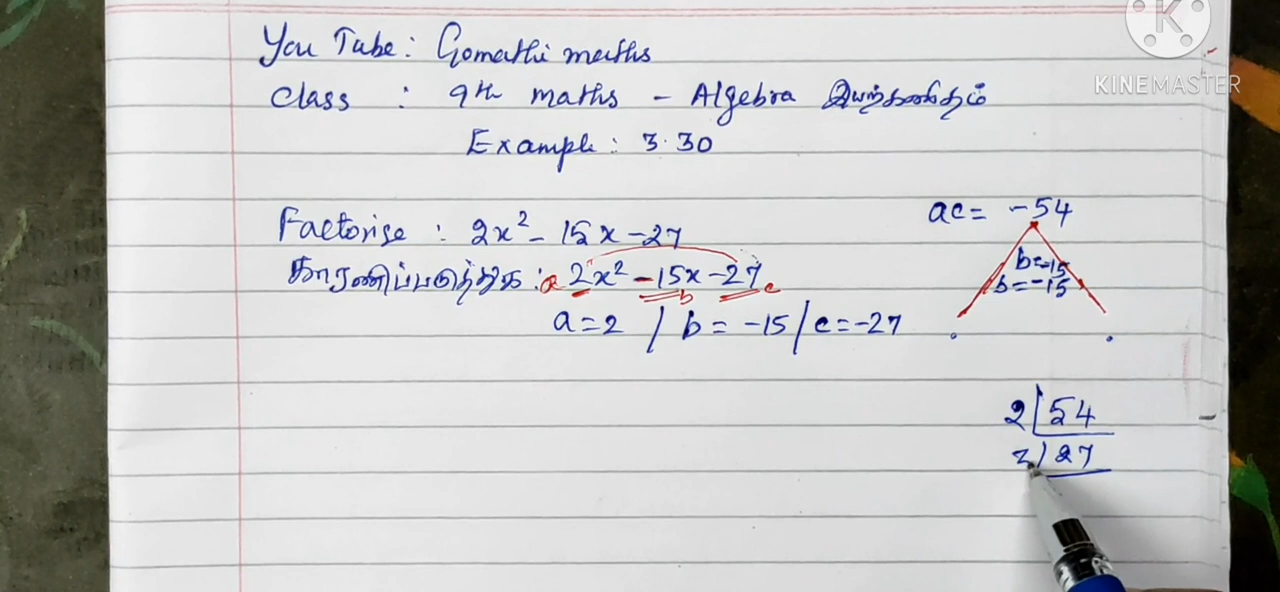 You Tube : Gomathi maths
Class : 9th maths - Algebra இயற்கணிதம்
Example : 3.30
Factorise : 2x² - 15x - 27
காரணிப்படுத்துக : a 2x² - 15x - 27 c
b
a = 2 / b = -15 / c = -27
ac = -54
b = -15
b = -15
2 | 54
3 | 27
K
KINEMASTER